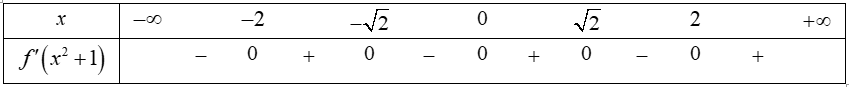 x −∞ −2 −√2 0 √2 2 +∞
f′(x²+1) − 0 + 0 − 0 + 0 − 0 +